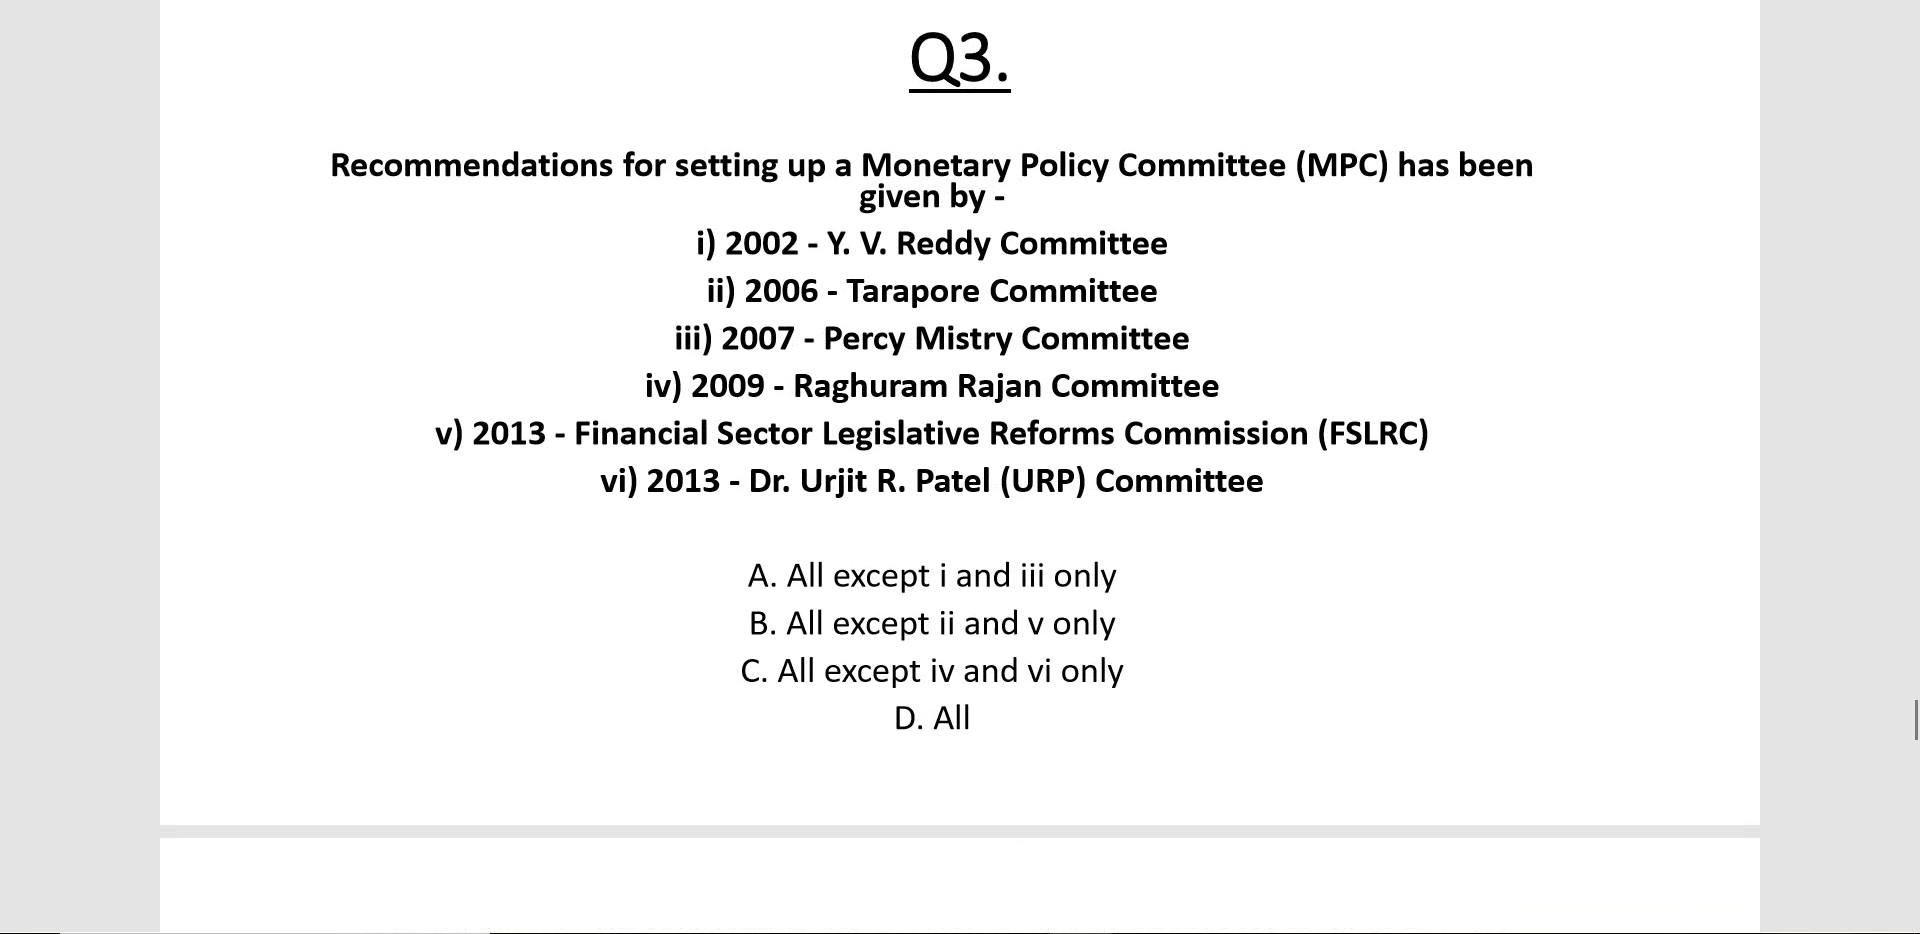 Q3.
Recommendations for setting up a Monetary Policy Committee (MPC) has been
given by -
i) 2002 - Y. V. Reddy Committee
ii) 2006 - Tarapore Committee
iii) 2007 - Percy Mistry Committee
iv) 2009 - Raghuram Rajan Committee
v) 2013 - Financial Sector Legislative Reforms Commission (FSLRC)
vi) 2013 - Dr. Urjit R. Patel (URP) Committee
A. All except i and iii only
B. All except ii and v only
C. All except iv and vi only
D. All